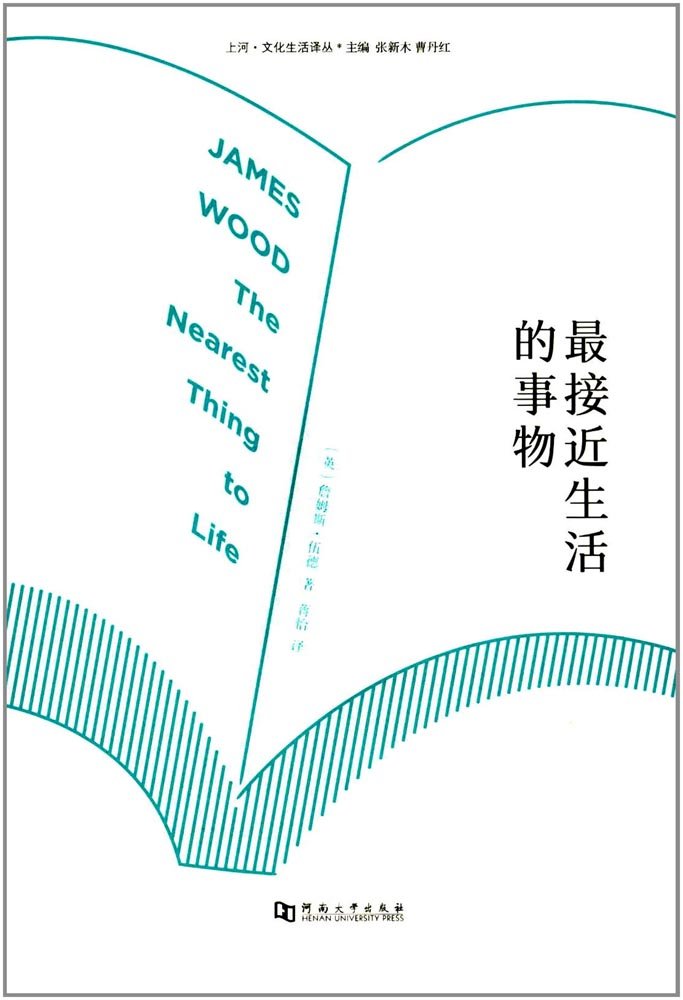 上河·文化生活译丛*主编 张新木 曹丹红
JAMES
WOOD
The
Nearest
Thing
to
Life
[英]詹姆斯·伍德 著 蒋怡 译
最接近生活
的事物
河南大学出版社
HENAN UNIVERSITY PRESS